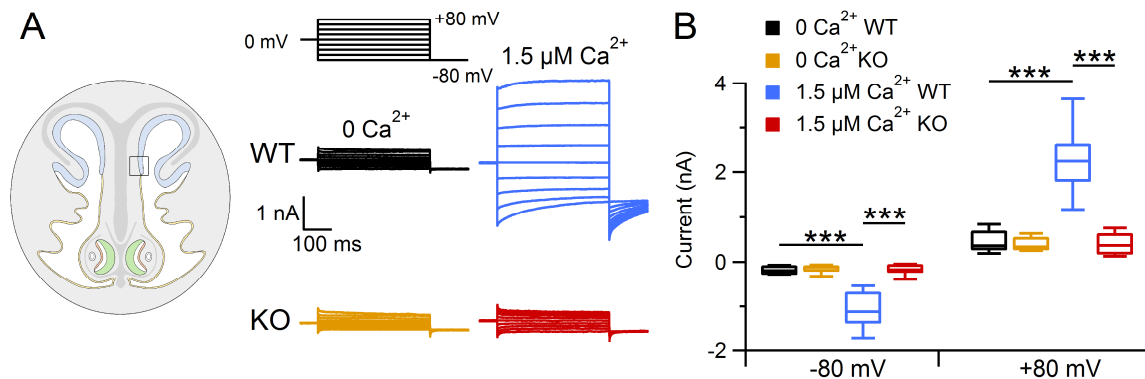 A
0 mV
+80 mV
-80 mV
1.5 µM Ca²⁺
0 Ca²⁺
WT
1 nA
100 ms
KO
B
0 Ca²⁺ WT
0 Ca²⁺KO
1.5 µM Ca²⁺ WT
1.5 µM Ca²⁺ KO
Current (nA)
4
2
0
-2
***
***
***
***
-80 mV
+80 mV